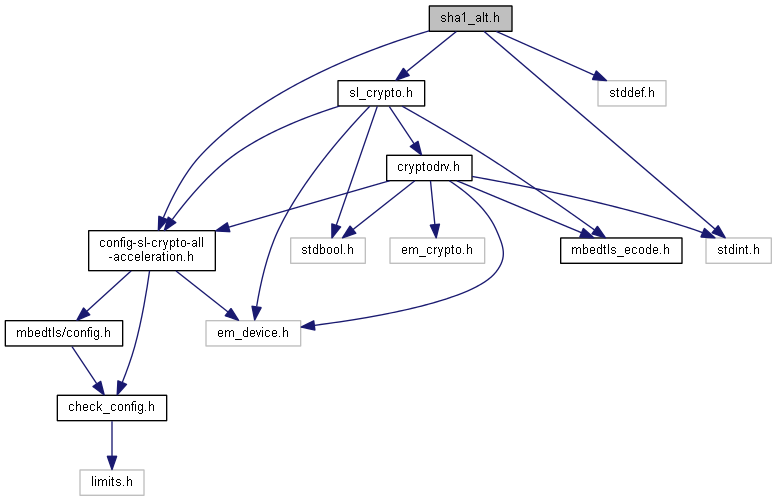 sha1_alt.h
sl_crypto.h
stddef.h
cryptodrv.h
config-sl-crypto-all
-acceleration.h
stdbool.h
em_crypto.h
mbedtls_ecode.h
stdint.h
mbedtls/config.h
em_device.h
check_config.h
limits.h